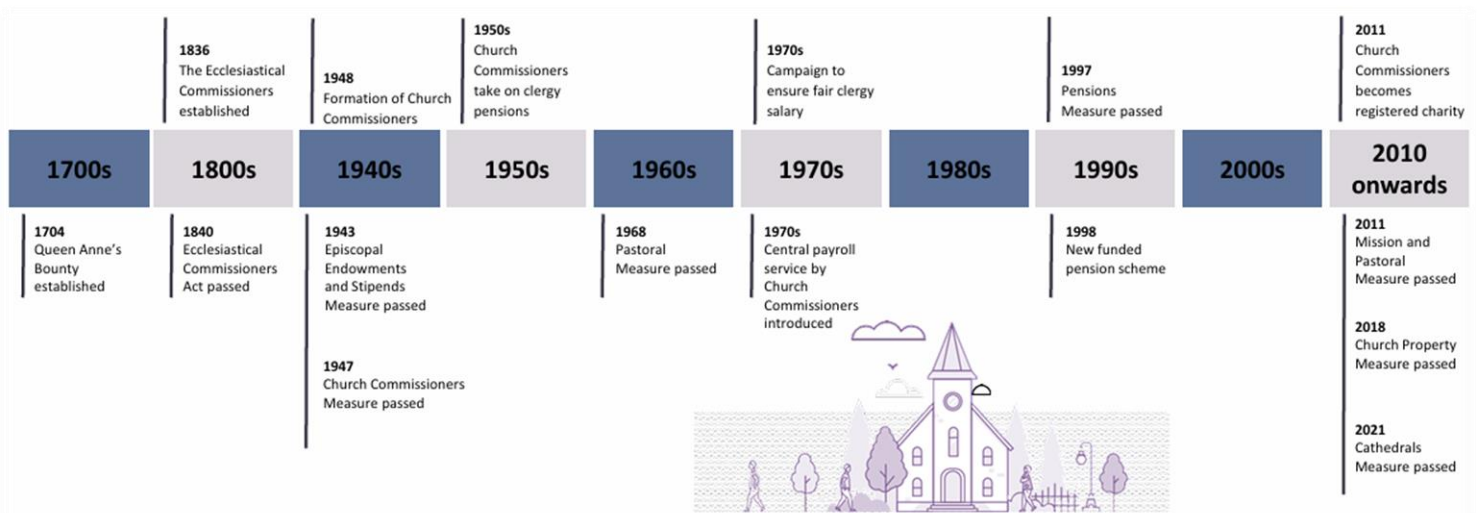 1836
The Ecclesiastical
Commissioners
established
1948
Formation of Church
Commissioners
1950s
Church
Commissioners
take on clergy
pensions
1970s
Campaign to
ensure fair clergy
salary
1997
Pensions
Measure passed
2011
Church
Commissioners
becomes
registered charity
1700s
1800s
1940s
1950s
1960s
1970s
1980s
1990s
2000s
2010
onwards
1704
Queen Anne's
Bounty
established
1840
Ecclesiastical
Commissioners
Act passed
1943
Episcopal
Endowments
and Stipends
Measure passed
1947
Church Commissioners
Measure passed
1968
Pastoral
Measure passed
1970s
Central payroll
service by
Church
Commissioners
introduced
1998
New funded
pension scheme
2011
Mission and
Pastoral
Measure passed
2018
Church Property
Measure passed
2021
Cathedrals
Measure passed